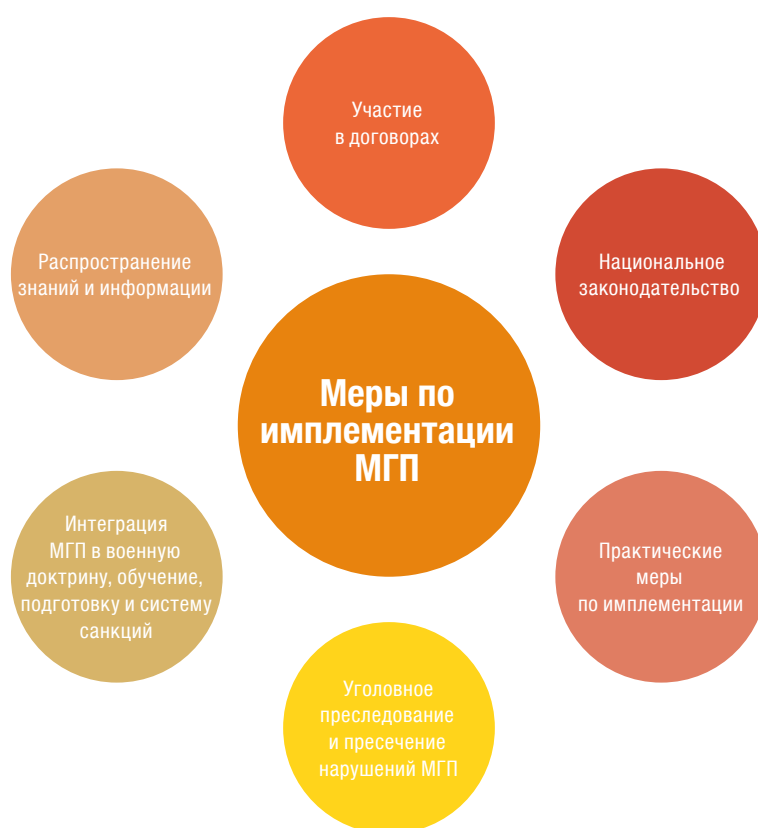 Участие
в договорах
Распространение
знаний и информации
Национальное
законодательство
Меры по
имплементации
МГП
Интеграция
МГП в военную
доктрину, обучение,
подготовку и систему
санкций
Практические
меры
по имплементации
Уголовное
преследование
и пресечение
нарушений МГП